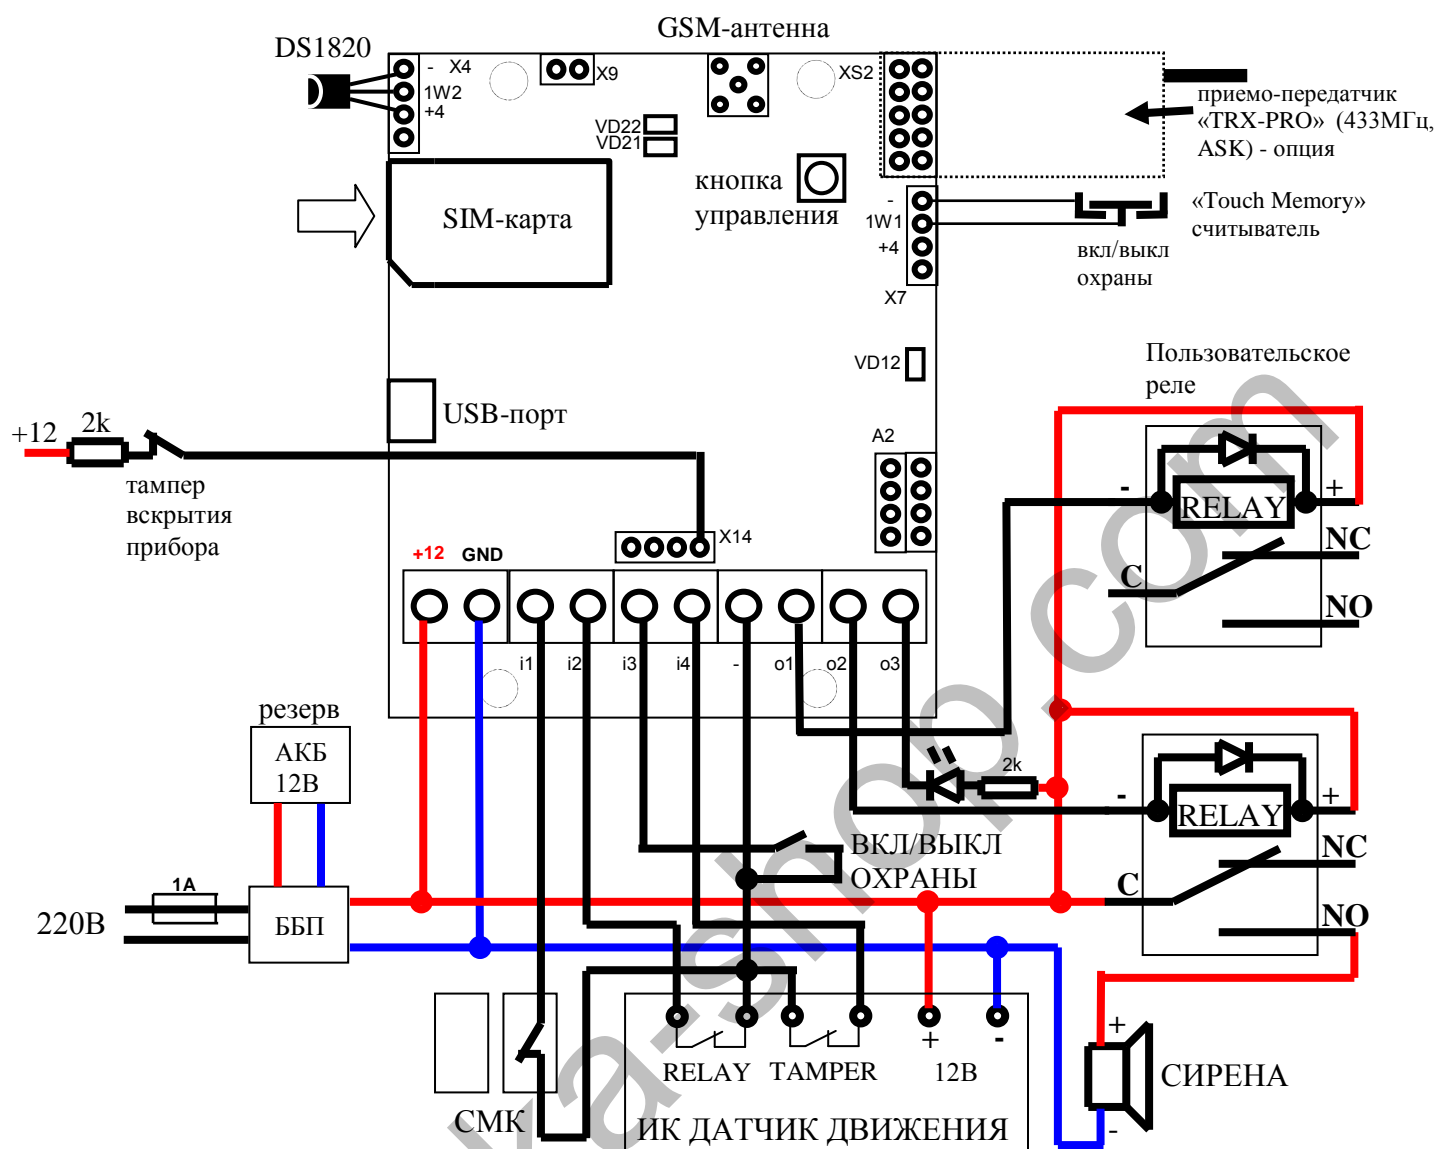 GSM-антенна
DS1820
- X4
1W2
+4
X9
XS2
VD22
VD21
приемо-передатчик
«TRX-PRO» (433МГц,
ASK) - опция
кнопка
управления
SIM-карта
-
1W1
+4
X7
«Touch Memory»
считыватель
вкл/выкл
охраны
VD12
Пользовательское
реле
USB-порт
+12
2k
A2
тампер
вскрытия
прибора
X14
- RELAY +
NC
C
NO
+12 GND
i1 i2 i3 i4 - o1 o2 o3
резерв
АКБ
12В
2k
- RELAY +
NC
C
NO
ВКЛ/ВЫКЛ
ОХРАНЫ
1A
220В
ББП
+ -
RELAY TAMPER 12В
СМК
ИК ДАТЧИК ДВИЖЕНИЯ
+
СИРЕНА
-
ka-shop.com